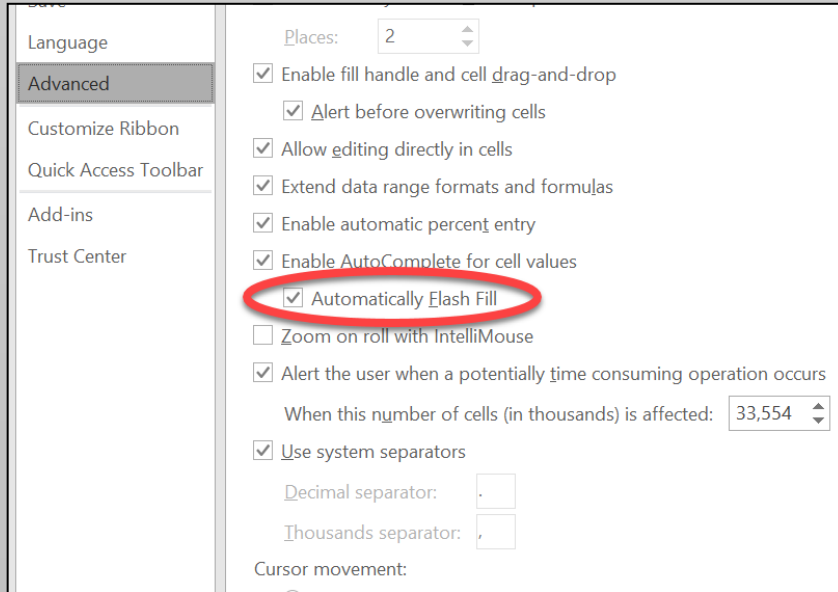 Save
Language
Advanced
Customize Ribbon
Quick Access Toolbar
Add-ins
Trust Center
Places: 2
Enable fill handle and cell drag-and-drop
Alert before overwriting cells
Allow editing directly in cells
Extend data range formats and formulas
Enable automatic percent entry
Enable AutoComplete for cell values
Automatically Flash Fill
Zoom on roll with IntelliMouse
Alert the user when a potentially time consuming operation occurs
When this number of cells (in thousands) is affected: 33,554
Use system separators
Decimal separator: .
Thousands separator: ,
Cursor movement: